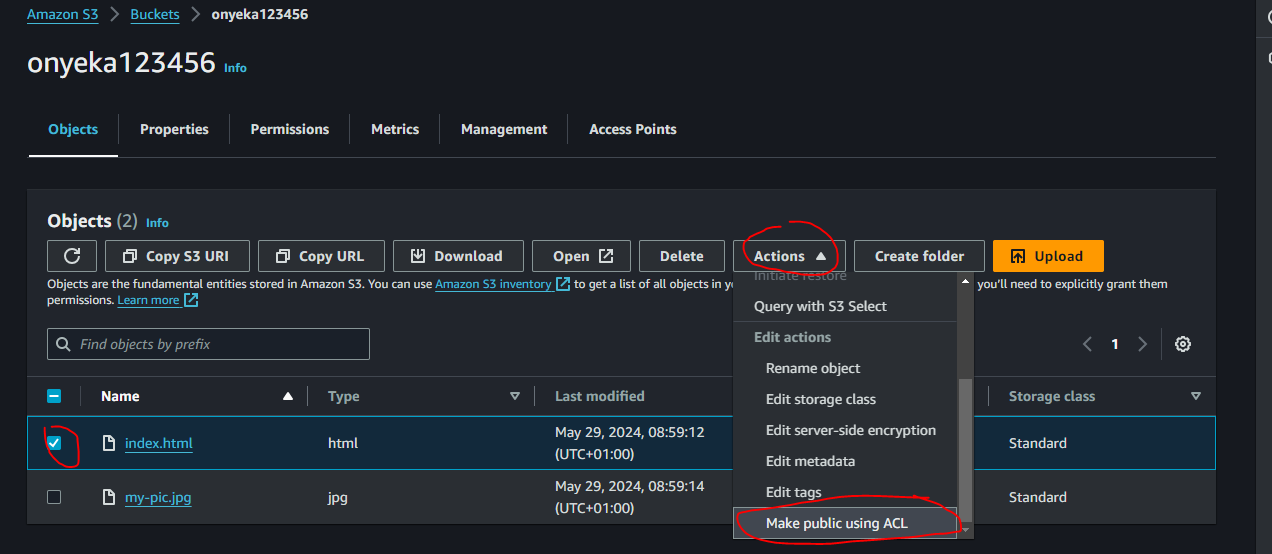 Amazon S3 > Buckets > onyeka123456
onyeka123456 Info
Objects Properties Permissions Metrics Management Access Points
Objects (2) Info
Copy S3 URI Copy URL Download Open Delete Actions Create folder Upload
Objects are the fundamental entities stored in Amazon S3. You can use Amazon S3 inventory to get a list of all objects in you'll need to explicitly grant them
permissions. Learn more
Initiate restore
Query with S3 Select
Find objects by prefix
1
Edit actions
Rename object
Edit storage class
Edit server-side encryption
Edit metadata
Edit tags
Make public using ACL
Name Type Last modified Storage class
index.html html May 29, 2024, 08:59:12 Standard
(UTC+01:00)
my-pic.jpg jpg May 29, 2024, 08:59:14 Standard
(UTC+01:00)